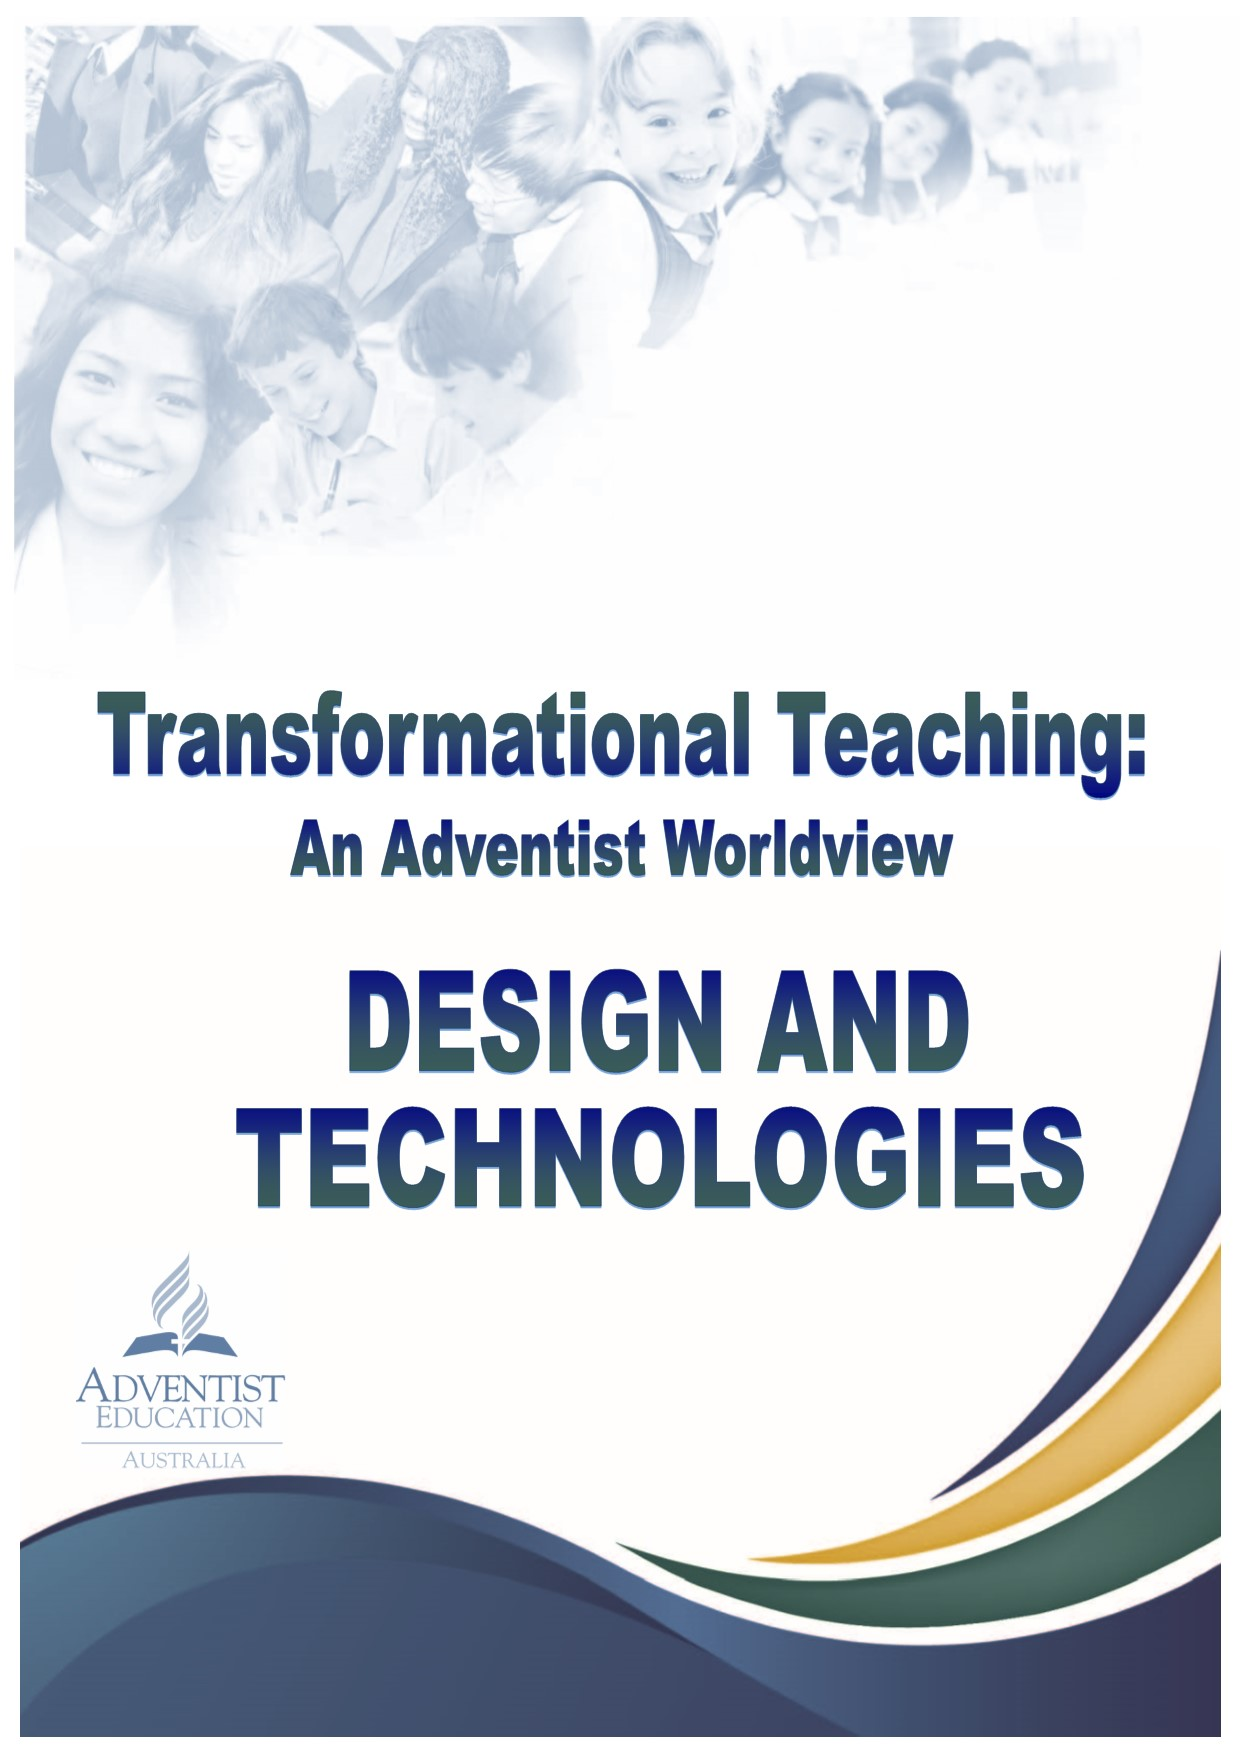 Transformational Teaching:
An Adventist Worldview
DESIGN AND
TECHNOLOGIES
ADVENTIST
EDUCATION
AUSTRALIA